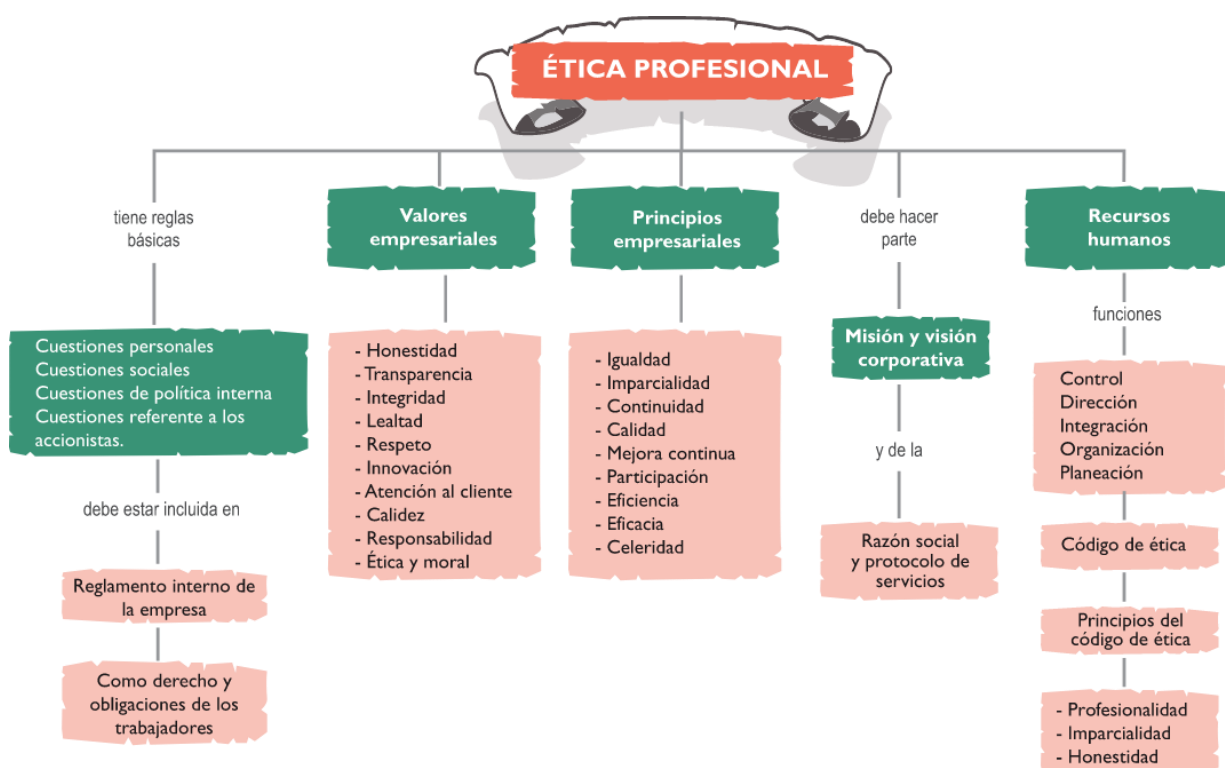 ÉTICA PROFESIONAL
tiene reglas
básicas
Cuestiones personales
Cuestiones sociales
Cuestiones de política interna
Cuestiones referente a los
accionistas.
debe estar incluida en
Reglamento interno de
la empresa
Como derecho y
obligaciones de los
trabajadores
Valores
empresariales
- Honestidad
- Transparencia
- Integridad
- Lealtad
- Respeto
- Innovación
- Atención al cliente
- Calidez
- Responsabilidad
- Ética y moral
Principios
empresariales
- Igualdad
- Imparcialidad
- Continuidad
- Calidad
- Mejora continua
- Participación
- Eficiencia
- Eficacia
- Celeridad
debe hacer
parte
Misión y visión
corporativa
y de la
Razón social
y protocolo de
servicios
Recursos
humanos
funciones
Control
Dirección
Integración
Organización
Planeación
Código de ética
Principios del
código de ética
- Profesionalidad
- Imparcialidad
- Honestidad